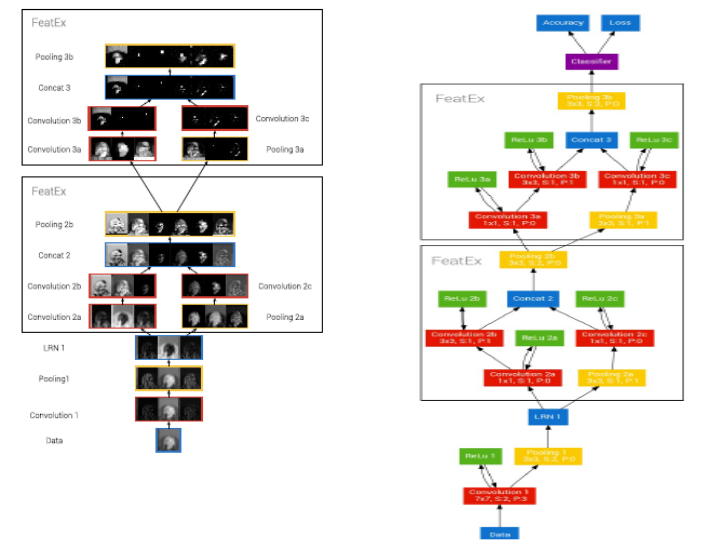 FeatEx
Pooling 3b
Concat 3
Convolution 3b
Convolution 3c
Convolution 3a
Pooling 3a
FeatEx
Pooling 2b
Concat 2
Convolution 2b
Convolution 2c
Convolution 2a
Pooling 2a
LRN 1
Pooling1
Convolution 1
Data
Accuracy
Loss
Classifier
FeatEx
Pooling 3b
3x3, S:2, P:0
ReLu 3b
Concat 3
ReLu 3c
ReLu 3a
Convolution 3b
3x3, S:1, P:1
Convolution 3c
1x1, S:1, P:0
Convolution 3a
1x1, S:1, P:0
Pooling 3a
3x3, S:1, P:1
FeatEx
Pooling 2b
3x3, S:2, P:0
ReLu 2b
Concat 2
ReLu 2c
Convolution 2b
3x3, S:1, P:1
ReLu 2a
Convolution 2c
1x1, S:1, P:0
Convolution 2a
1x1, S:1, P:0
Pooling 2a
3x3, S:1, P:1
LRN 1
ReLu 1
Pooling 1
3x3, S:2, P:0
Convolution 1
7x7, S:2, P:3
Data